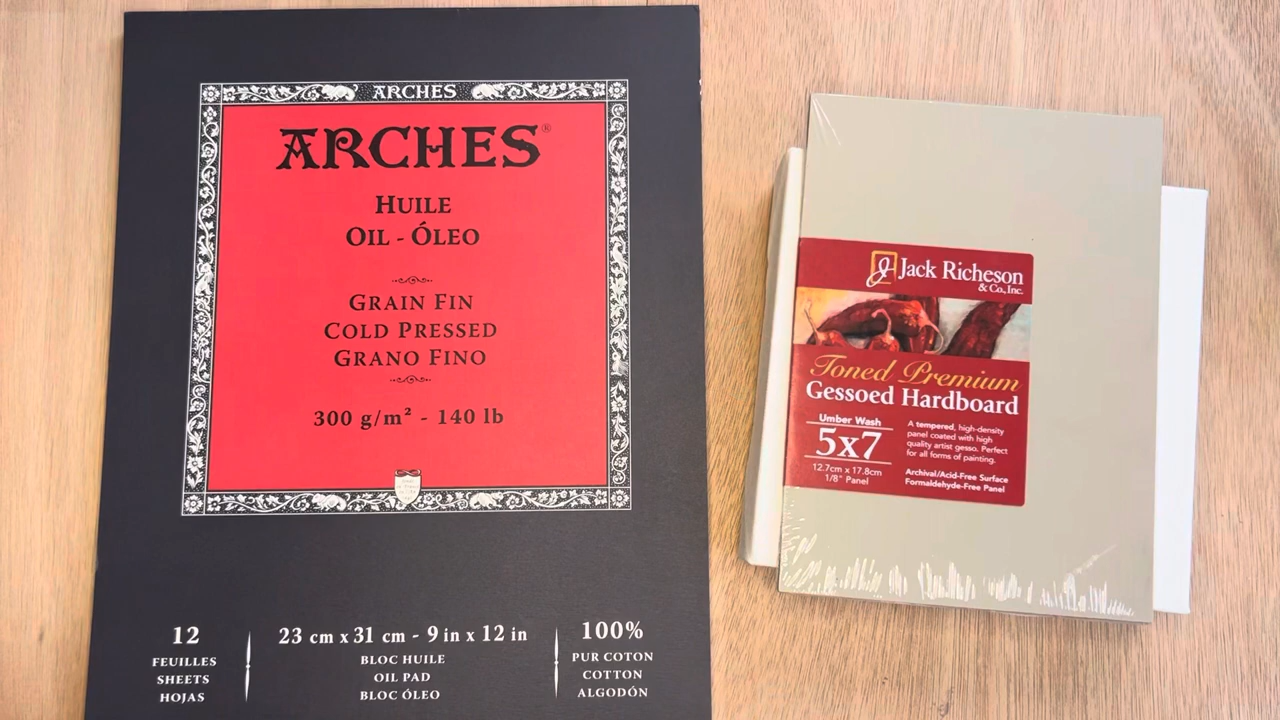 ARCHES
ARCHES®
HUILE
OIL - ÓLEO
GRAIN FIN
COLD PRESSED
GRANO FINO
300 g/m² - 140 lb
12
FEUILLES
SHEETS
HOJAS
23 cm x 31 cm - 9 in x 12 in
BLOC HUILE
OIL PAD
BLOC ÓLEO
100%
PUR COTON
COTTON
ALGODÓN
Jack Richeson
& Co., Inc.
Toned Premium
Gessoed Hardboard
Umber Wash
5x7
12.7cm x 17.8cm
1/8" Panel
A tempered, high-density
panel coated with high
quality artist gesso. Perfect
for all forms of painting.
Archival/Acid-Free Surface
Formaldehyde-Free Panel